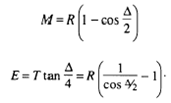 M = R(1 − cos Δ/2)
E = T tan Δ/4 = R(1/cos Δ/2 − 1).